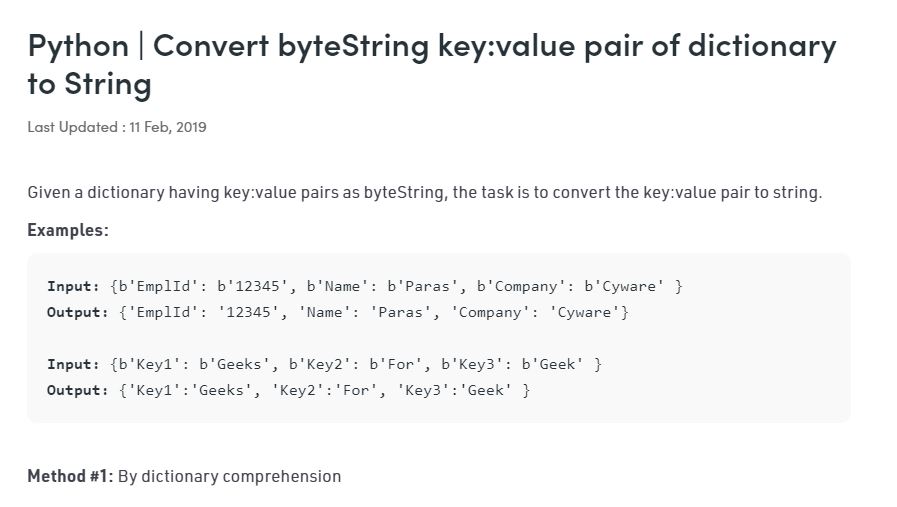 Python | Convert byteString key:value pair of dictionary
to String
Last Updated : 11 Feb, 2019
Given a dictionary having key:value pairs as byteString, the task is to convert the key:value pair to string.
Examples:
Input: {b'EmplId': b'12345', b'Name': b'Paras', b'Company': b'Cyware' }
Output: {'EmplId': '12345', 'Name': 'Paras', 'Company': 'Cyware'}
Input: {b'Key1': b'Geeks', b'Key2': b'For', b'Key3': b'Geek' }
Output: {'Key1':'Geeks', 'Key2':'For', 'Key3':'Geek' }
Method #1: By dictionary comprehension